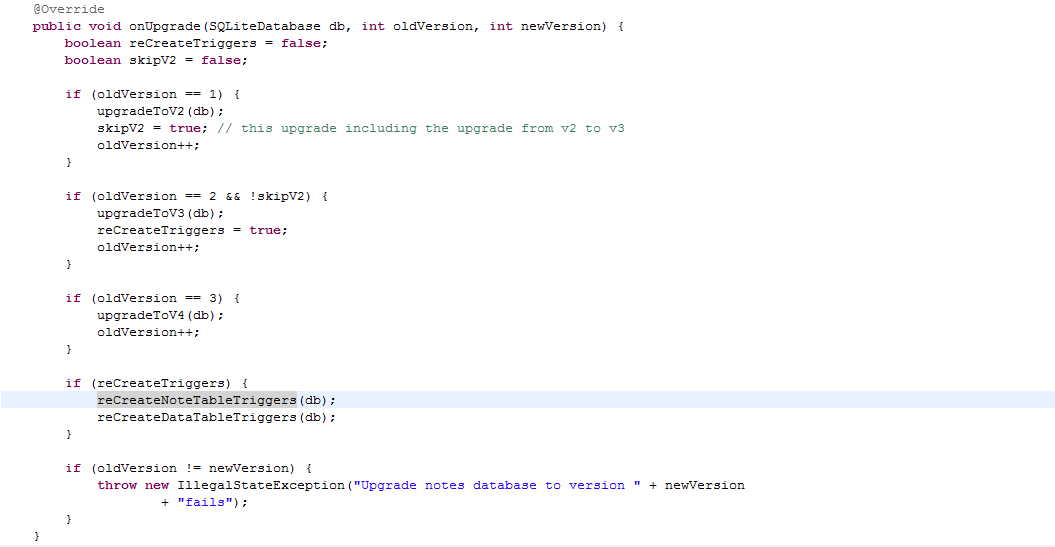 @Override
public void onUpgrade(SQLiteDatabase db, int oldVersion, int newVersion) {
    boolean reCreateTriggers = false;
    boolean skipV2 = false;

    if (oldVersion == 1) {
        upgradeToV2(db);
        skipV2 = true; // this upgrade including the upgrade from v2 to v3
        oldVersion++;
    }

    if (oldVersion == 2 && !skipV2) {
        upgradeToV3(db);
        reCreateTriggers = true;
        oldVersion++;
    }

    if (oldVersion == 3) {
        upgradeToV4(db);
        oldVersion++;
    }

    if (reCreateTriggers) {
        reCreateNoteTableTriggers(db);
        reCreateDataTableTriggers(db);
    }

    if (oldVersion != newVersion) {
        throw new IllegalStateException("Upgrade notes database to version " + newVersion
                + "fails");
    }
}